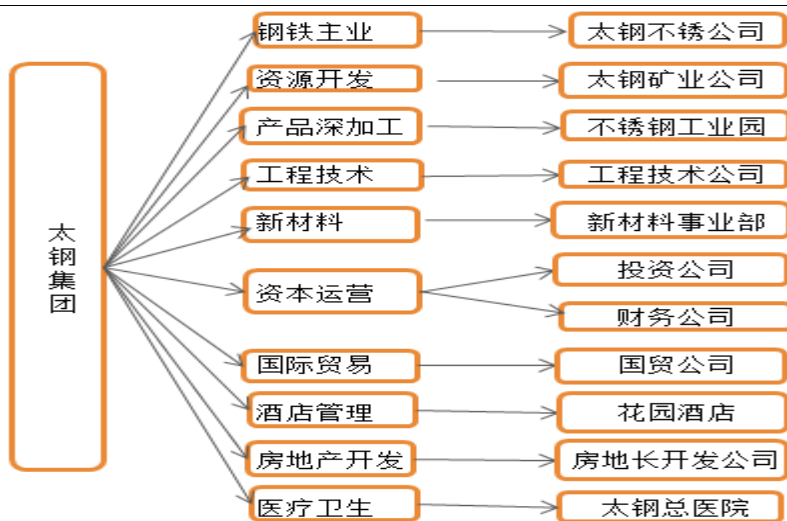 太钢集团
钢铁主业
太钢不锈公司
资源开发
太钢矿业公司
产品深加工
不锈钢工业园
工程技术
工程技术公司
新材料
新材料事业部
资本运营
投资公司
财务公司
国际贸易
国贸公司
酒店管理
花园酒店
房地产开发
房地长开发公司
医疗卫生
太钢总医院